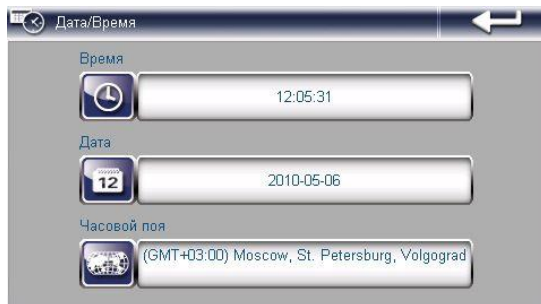 Дата/Время
Время
12:05:31
Дата
12
2010-05-06
Часовой поя
(GMT+03:00) Moscow, St. Petersburg, Volgograd